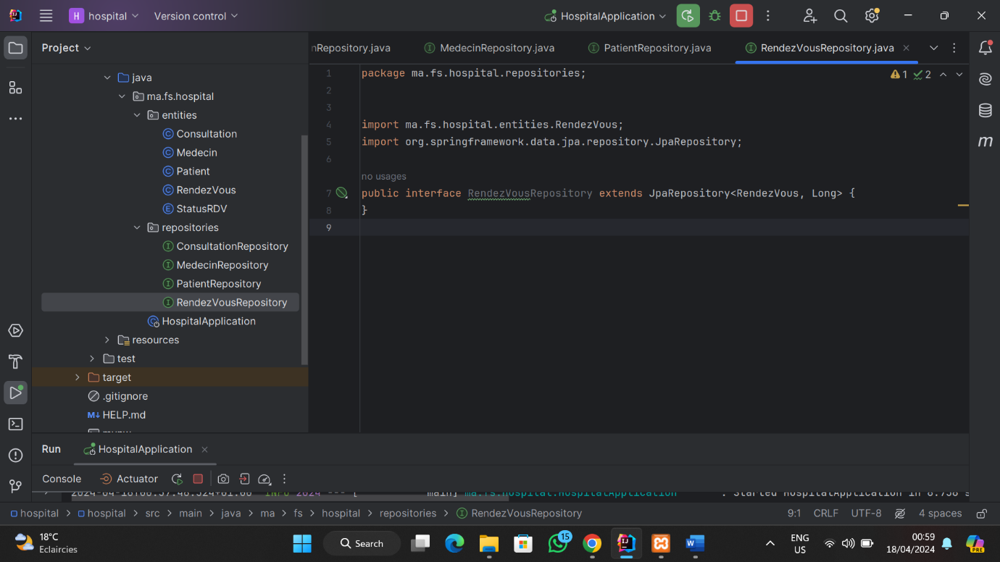 H hospital Version control HospitalApplication
Project
nRepository.java MedecinRepository.java PatientRepository.java RendezVousRepository.java
java
ma.fs.hospital
entities
Consultation
Medecin
Patient
RendezVous
StatusRDV
repositories
ConsultationRepository
MedecinRepository
PatientRepository
RendezVousRepository
HospitalApplication
resources
test
target
.gitignore
HELP.md
1 package ma.fs.hospital.repositories;
1 2
2
3
4 import ma.fs.hospital.entities.RendezVous;
5 import org.springframework.data.jpa.repository.JpaRepository;
6
no usages
7 public interface RendezVousRepository extends JpaRepository<RendezVous, Long> {
8 }
9
m
Run HospitalApplication
Console Actuator
INFO 2024 --- [ main] ma.fs.hospital.HospitalApplication : Started HospitalApplication in
hospital > hospital > src > main > java > ma > fs > hospital > repositories > RendezVousRepository 9:1 CRLF UTF-8 4 spaces
18°C
Eclaircies
Search
15
ENG
US
00:59
18/04/2024
PRE